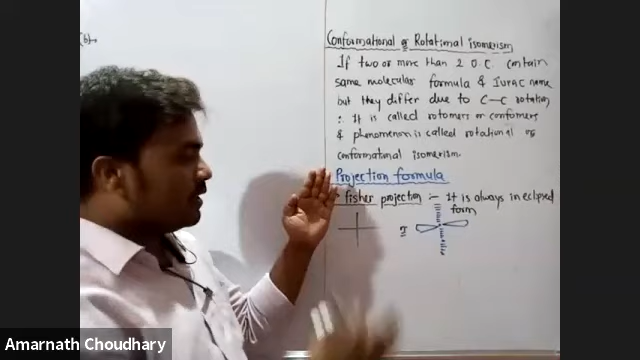 (b)→
Conformational or Rotational isomerism
If two or more than 2 O.C contain
same molecular formula & IUPAC name
but they differ due to C-C rotation
: It is called rotomers or confomers
& phenomenon is called rotational or
conformational isomerism.
Projection formula
fisher projection :- It is always in eclipsed
form
Amarnath Choudhary